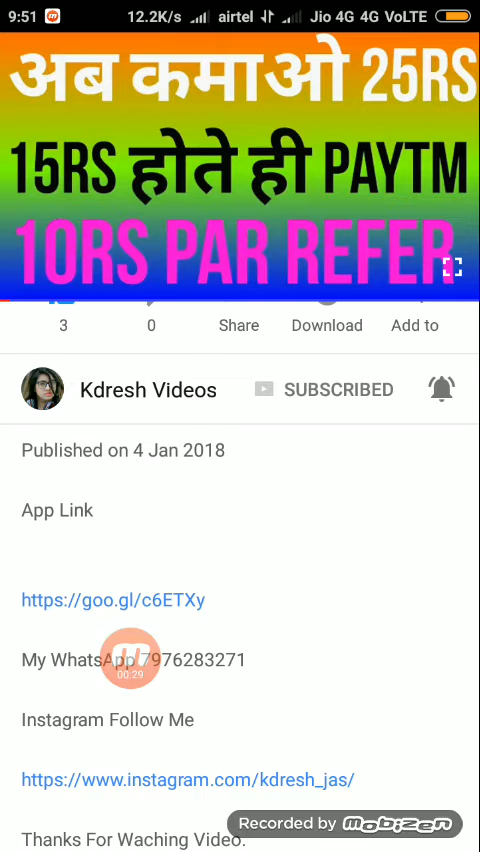 9:51 12.2K/s airtel Jio 4G 4G VoLTE
अब कमाओ 25RS
15RS होते ही PAYTM
10RS PAR REFER
3 0 Share Download Add to
Kdresh Videos SUBSCRIBED
Published on 4 Jan 2018
App Link
https://goo.gl/c6ETXy
My WhatsApp 7976283271
00:29
Instagram Follow Me
https://www.instagram.com/kdresh_jas/
Recorded by mobizen
Thanks For Waching Video.